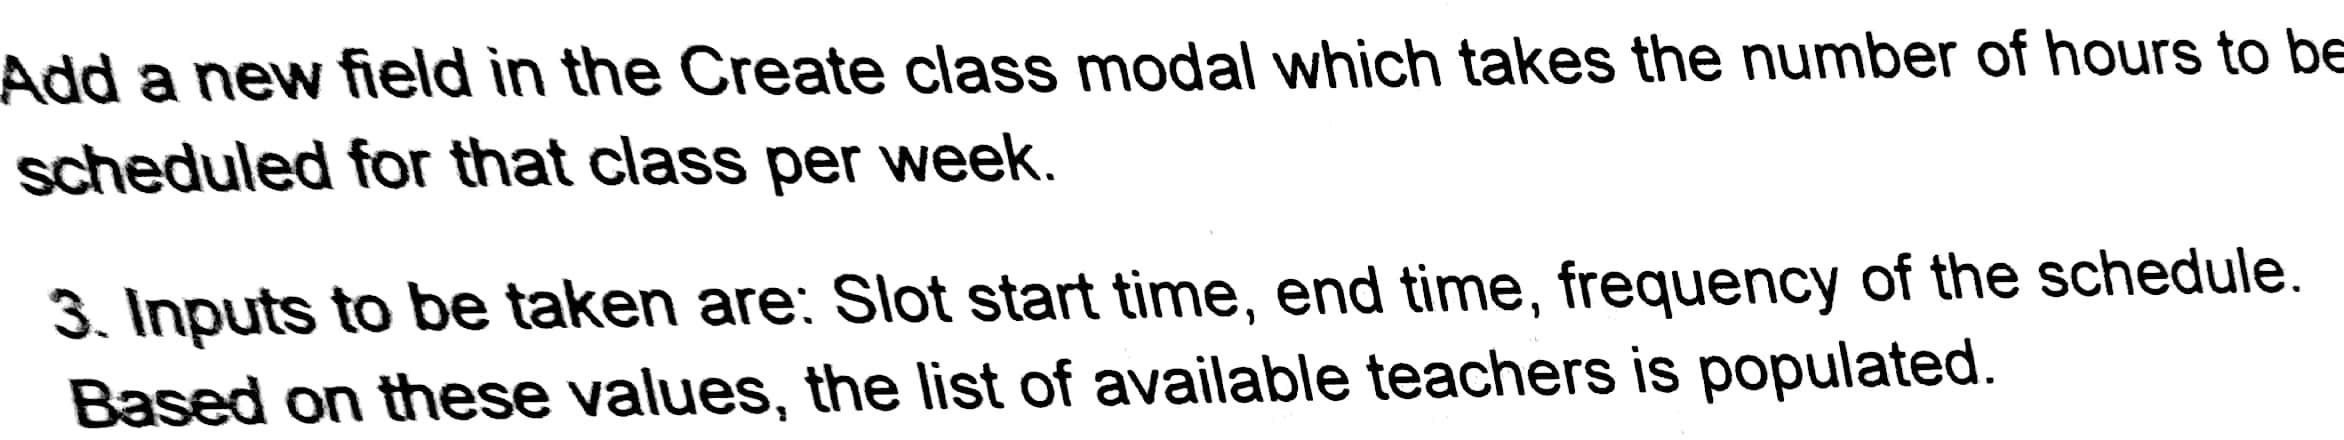 Add a new field in the Create class modal which takes the number of hours to be
scheduled for that class per week.
3. Inputs to be taken are: Slot start time, end time, frequency of the schedule.
Based on these values, the list of available teachers is populated.